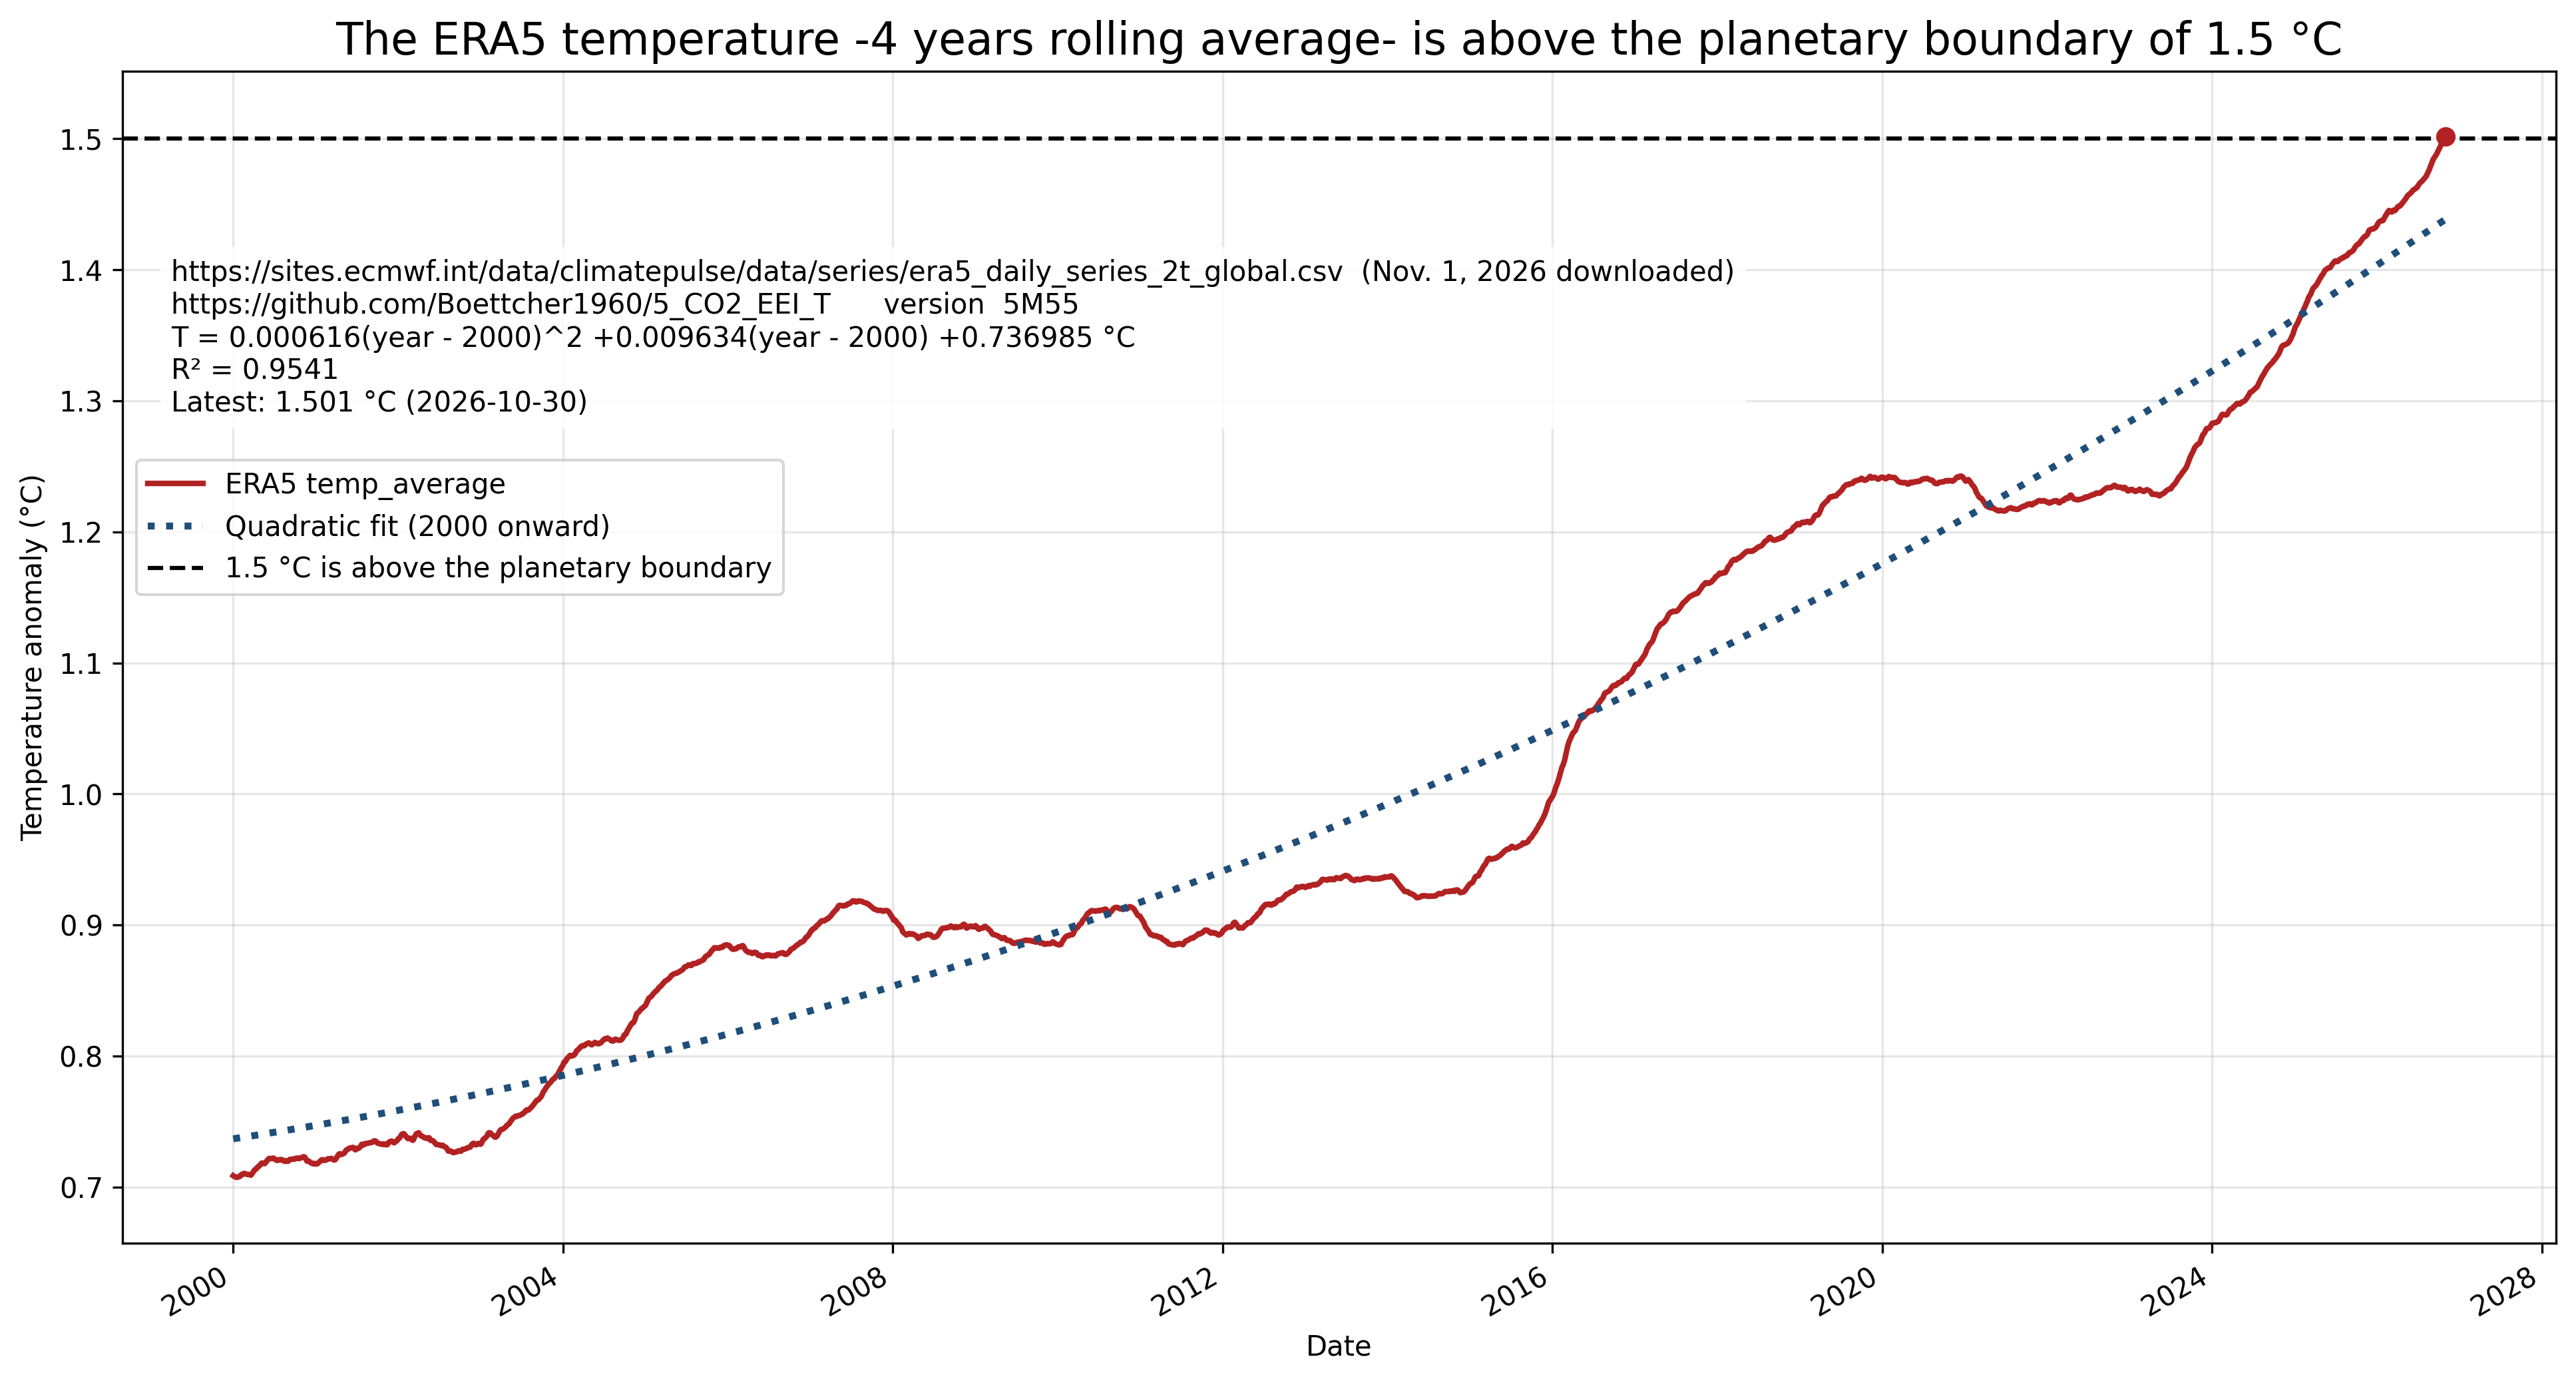 The ERA5 temperature -4 years rolling average- is above the planetary boundary of 1.5 °C
Temperature anomaly (°C)
1.5
1.4
1.3
1.2
1.1
1.0
0.9
0.8
0.7
https://sites.ecmwf.int/data/climatepulse/data/series/era5_daily_series_2t_global.csv  (Nov. 1, 2026 downloaded)
https://github.com/Boettcher1960/5_CO2_EEI_T      version  5M55
T = 0.000616(year - 2000)^2 +0.009634(year - 2000) +0.736985 °C
R² = 0.9541
Latest: 1.501 °C (2026-10-30)
ERA5 temp_average
Quadratic fit (2000 onward)
1.5 °C is above the planetary boundary
2000
2004
2008
2012
2016
2020
2024
2028
Date